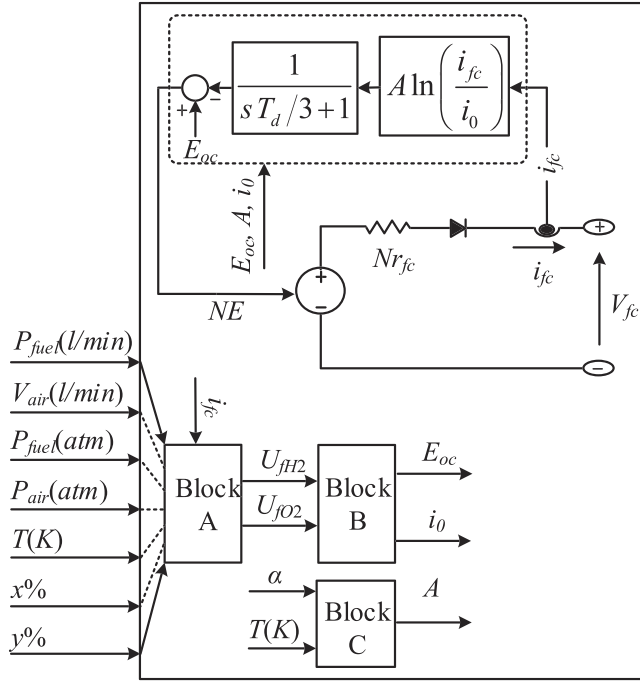 1
sT_d/3+1
A ln(i_fc/i_0)
−
+
E_oc
i_fc
E_oc, A, i_0
Nr_fc
+
i_fc
+
−
NE
V_fc
−
P_fuel(l/min)
V_air(l/min)
P_fuel(atm)
P_air(atm)
T(K)
x%
y%
i_fc
Block
A
U_fH2
U_fO2
Block
B
E_oc
i_0
α
T(K)
Block
C
A